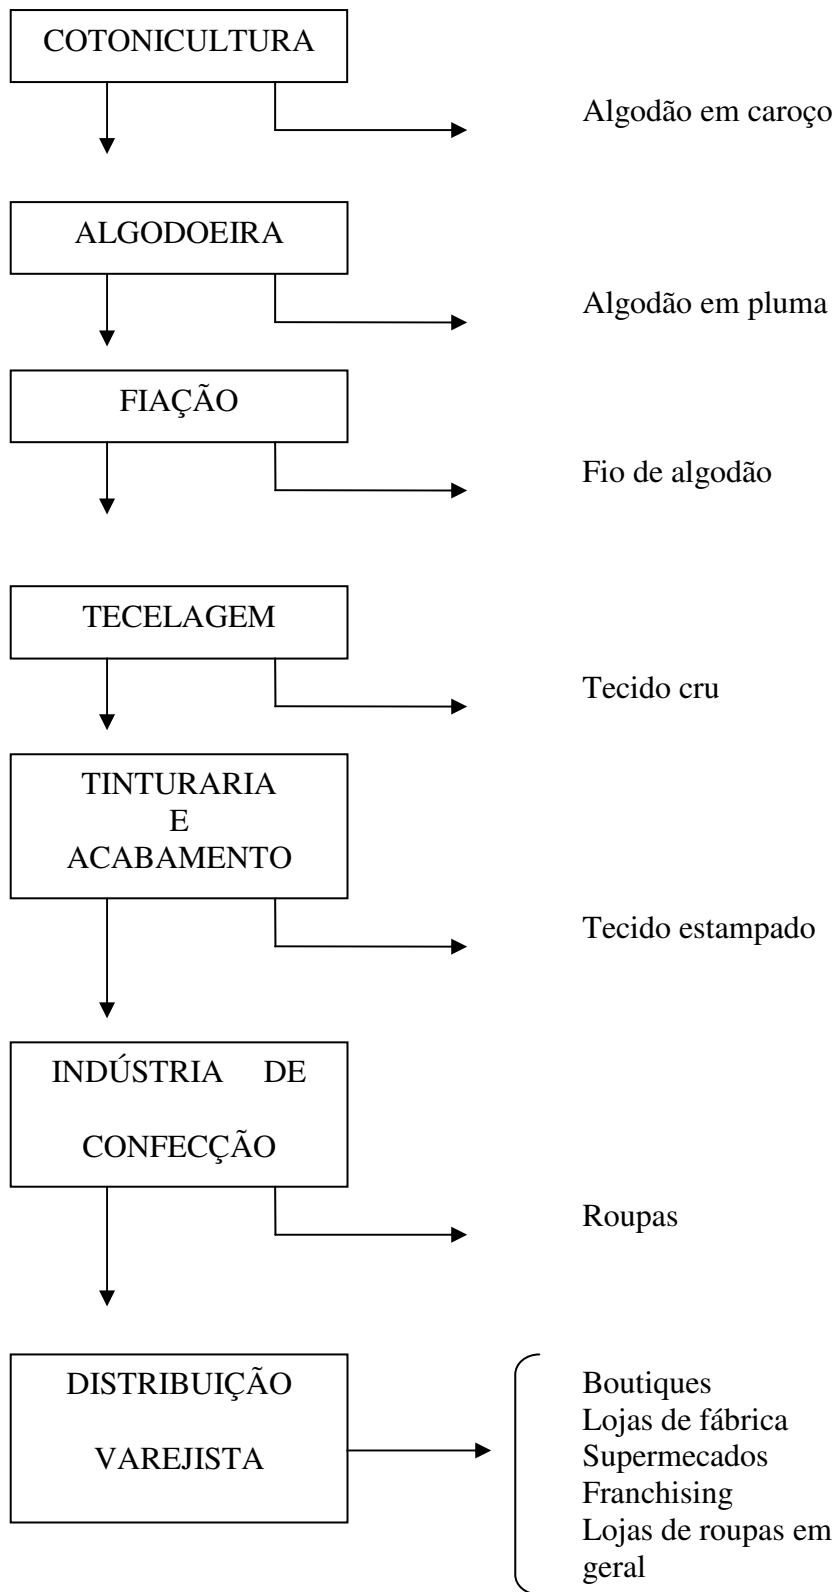 COTONICULTURA
Algodão em caroço
ALGODOEIRA
Algodão em pluma
FIAÇÃO
Fio de algodão
TECELAGEM
Tecido cru
TINTURARIA
E
ACABAMENTO
Tecido estampado
INDÚSTRIA DE
CONFECÇÃO
Roupas
DISTRIBUIÇÃO
VAREJISTA
Boutiques
Lojas de fábrica
Supermecados
Franchising
Lojas de roupas em
geral